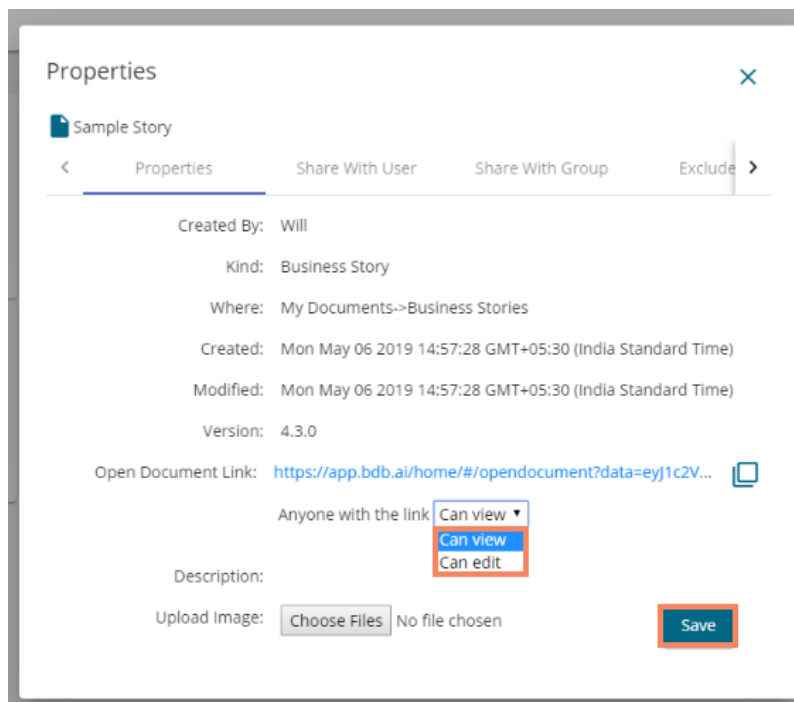 Properties
Sample Story
Properties Share With User Share With Group Exclude
Created By: Will
Kind: Business Story
Where: My Documents->Business Stories
Created: Mon May 06 2019 14:57:28 GMT+05:30 (India Standard Time)
Modified: Mon May 06 2019 14:57:28 GMT+05:30 (India Standard Time)
Version: 4.3.0
Open Document Link: https://app.bdb.ai/home/#/opendocument?data=eyJ1c2V...
Anyone with the link Can view
Can view
Can edit
Description:
Upload Image: Choose Files No file chosen
Save